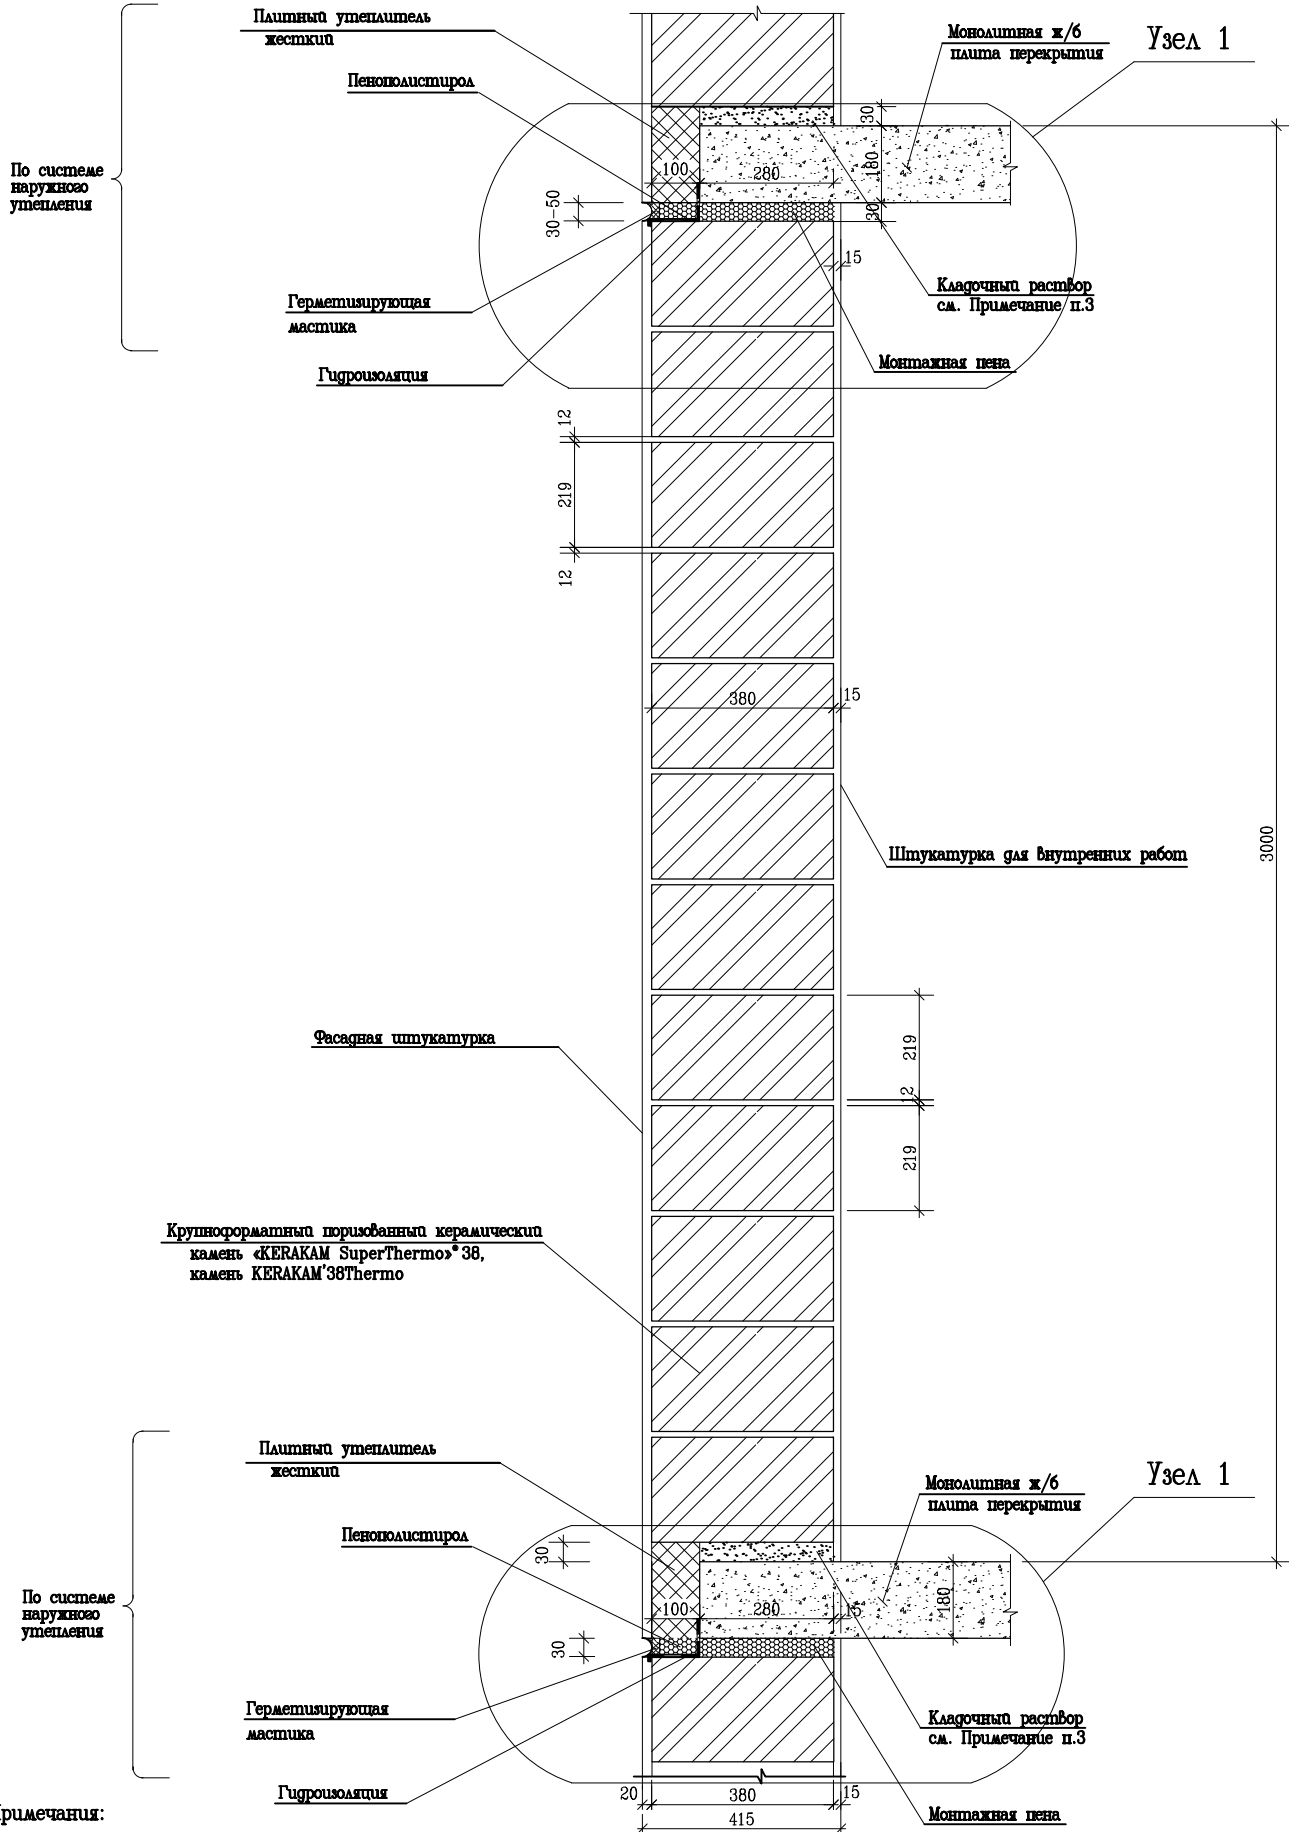 Плитный утеплитель
жесткий
Монолитная ж/б
плита перекрытия
Узел 1
Пенополистирол
30
По системе
наружного
утепления
100
280
180
30-50
30
15
Кладочный раствор
см. Примечание п.3
Герметизирующая
мастика
Монтажная пена
Гидроизоляция
12
219
12
380
15
3000
Штукатурка для внутренних работ
Фасадная штукатурка
219
12
219
Крупноформатный поризованный керамический
камень «KERAKAM SuperThermo»® 38,
камень KERAKAM'38Thermo
Плитный утеплитель
жесткий
Монолитная ж/б
плита перекрытия
Узел 1
Пенополистирол
30
По системе
наружного
утепления
100
280
15
180
30
Герметизирующая
мастика
Кладочный раствор
см. Примечание п.3
Гидроизоляция
20
380
15
Монтажная пена
415
римечания: